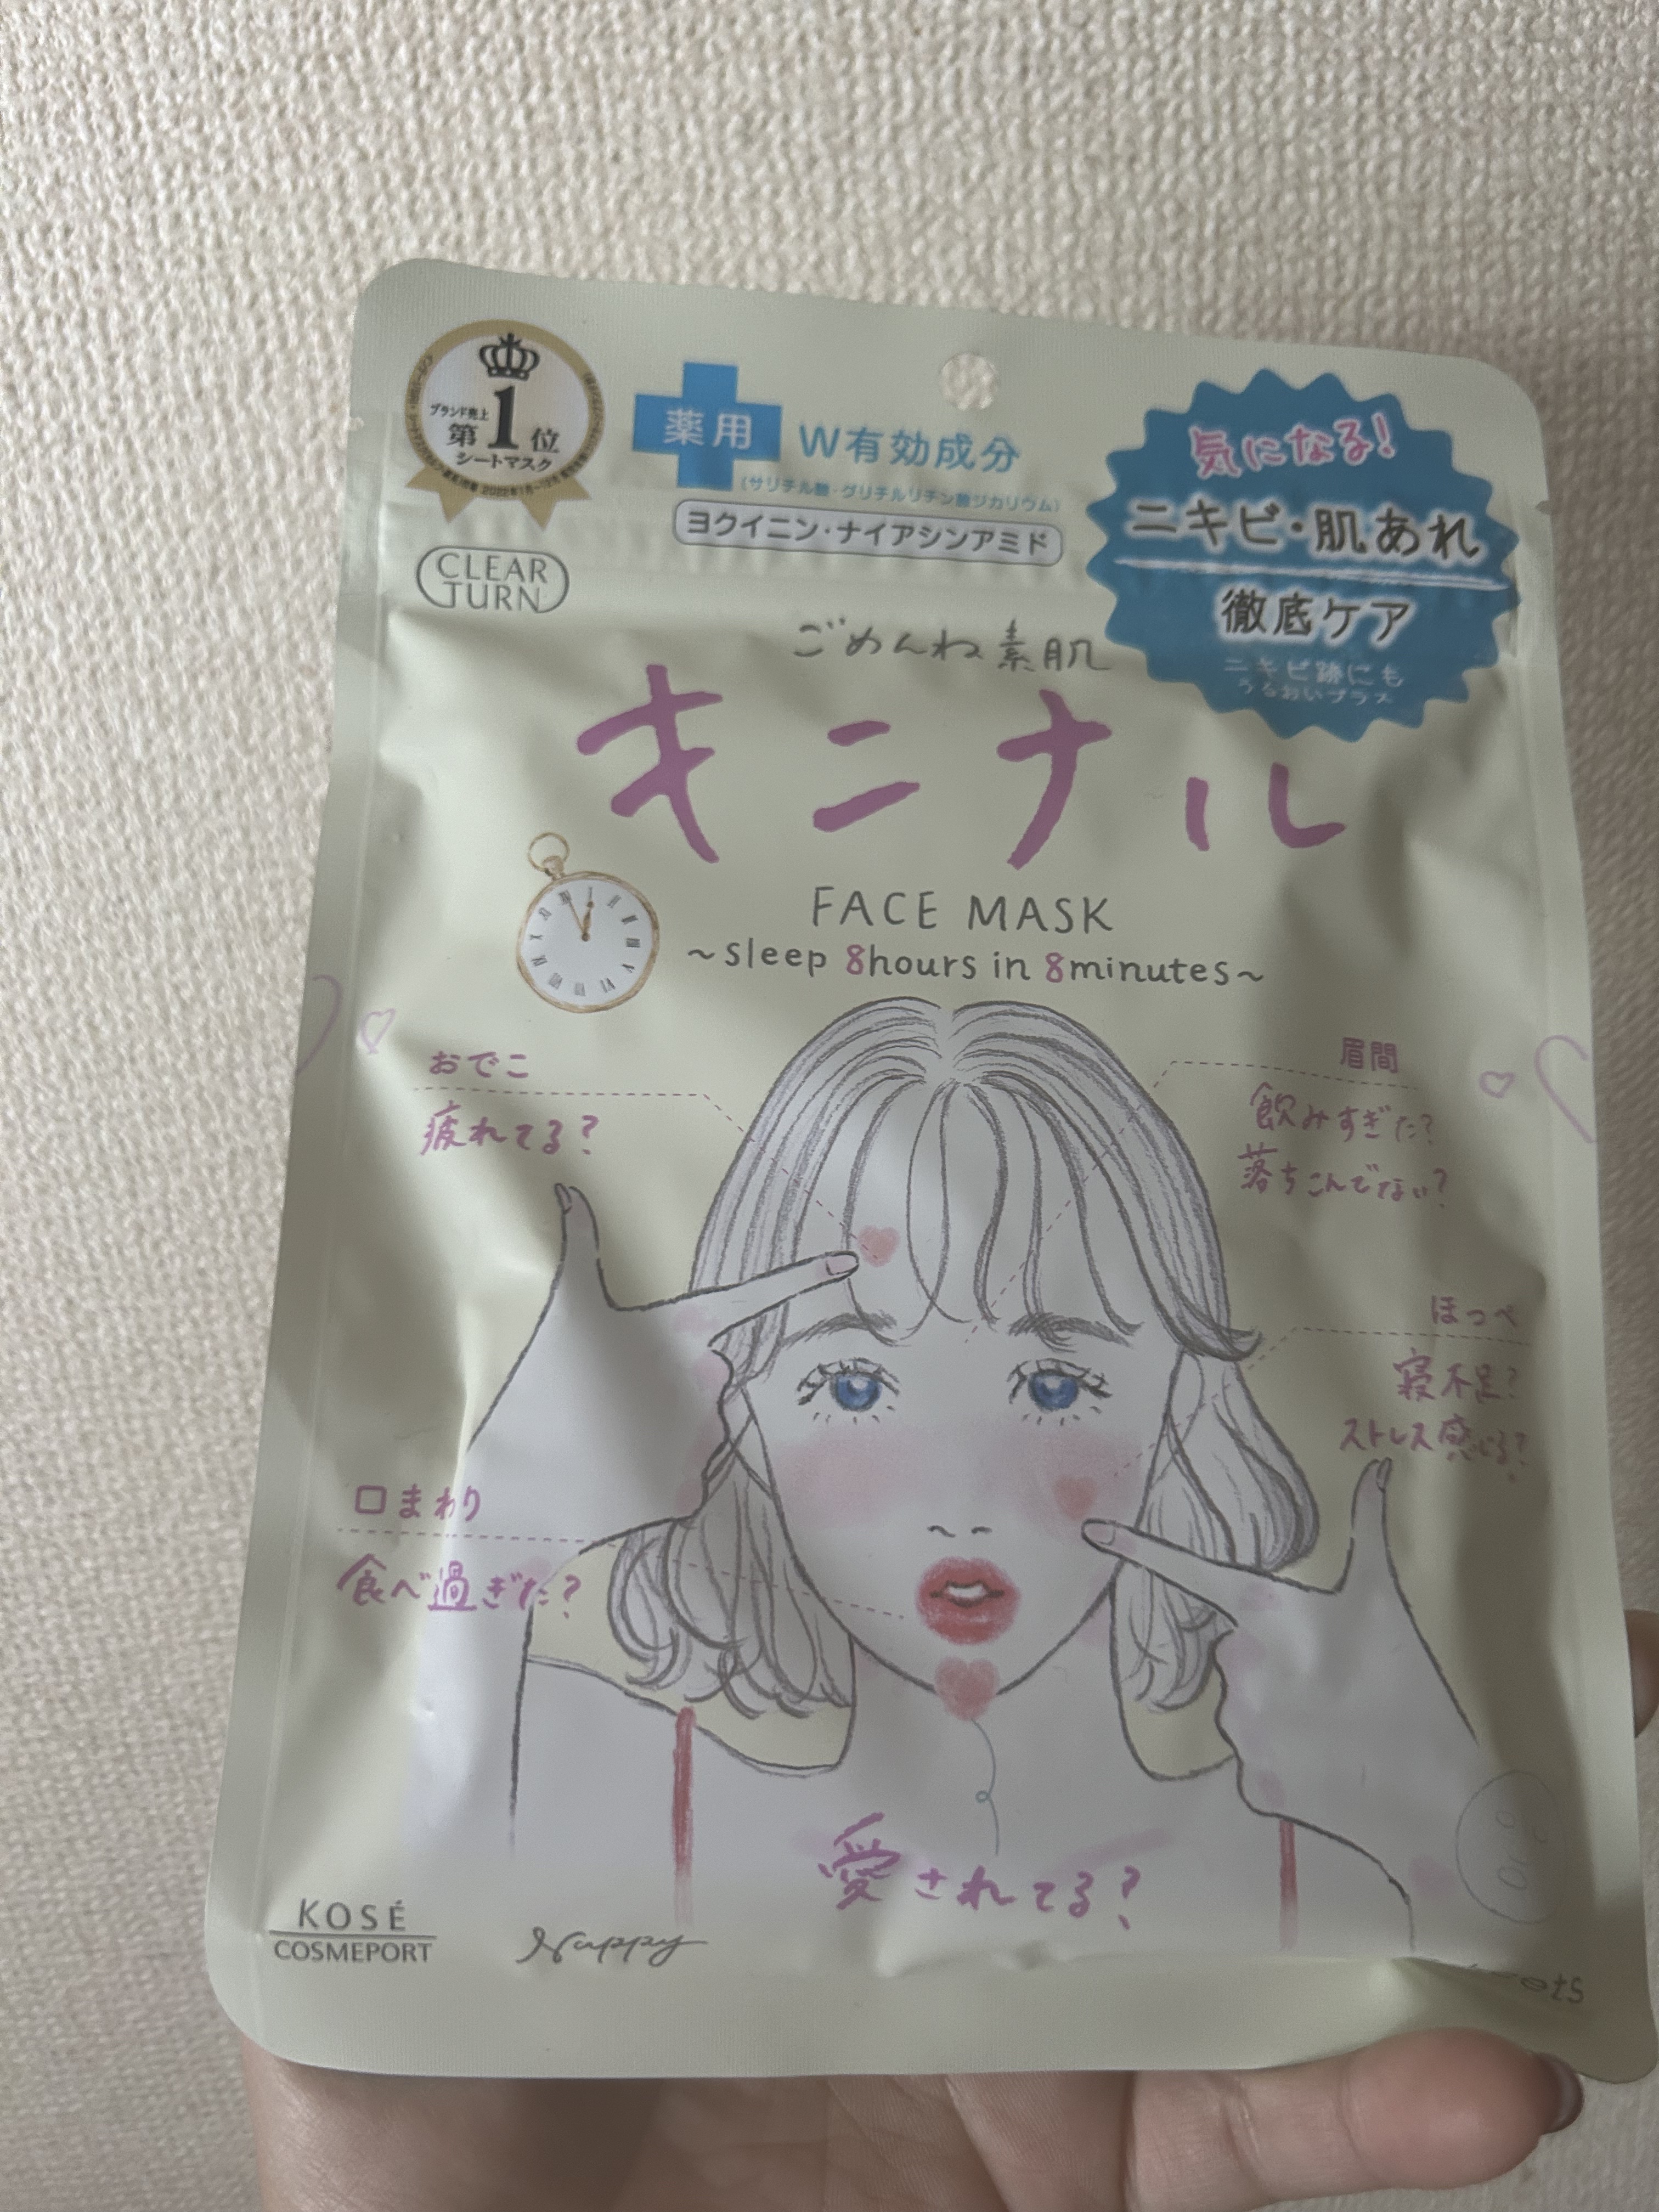 ブランド売上
第1位
シートマスク
薬用
W有効成分
(サリチル酸・グリチルリチン酸ジカリウム)
ヨクイニン・ナイアシンアミド
気になる!
ニキビ・肌あれ
徹底ケア
ニキビ跡にも
うるおいプラス
CLEAR
TURN
ごめんね素肌
キニナル
FACE MASK
~sleep 8hours in 8minutes~
おでこ
疲れてる?
眉間
飲みすぎた?
落ちこんでない?
ほっぺ
寝不足?
ストレス感じる?
口まわり
食べ過ぎた?
愛されてる?
KOSÉ
COSMEPORT
Nuppy